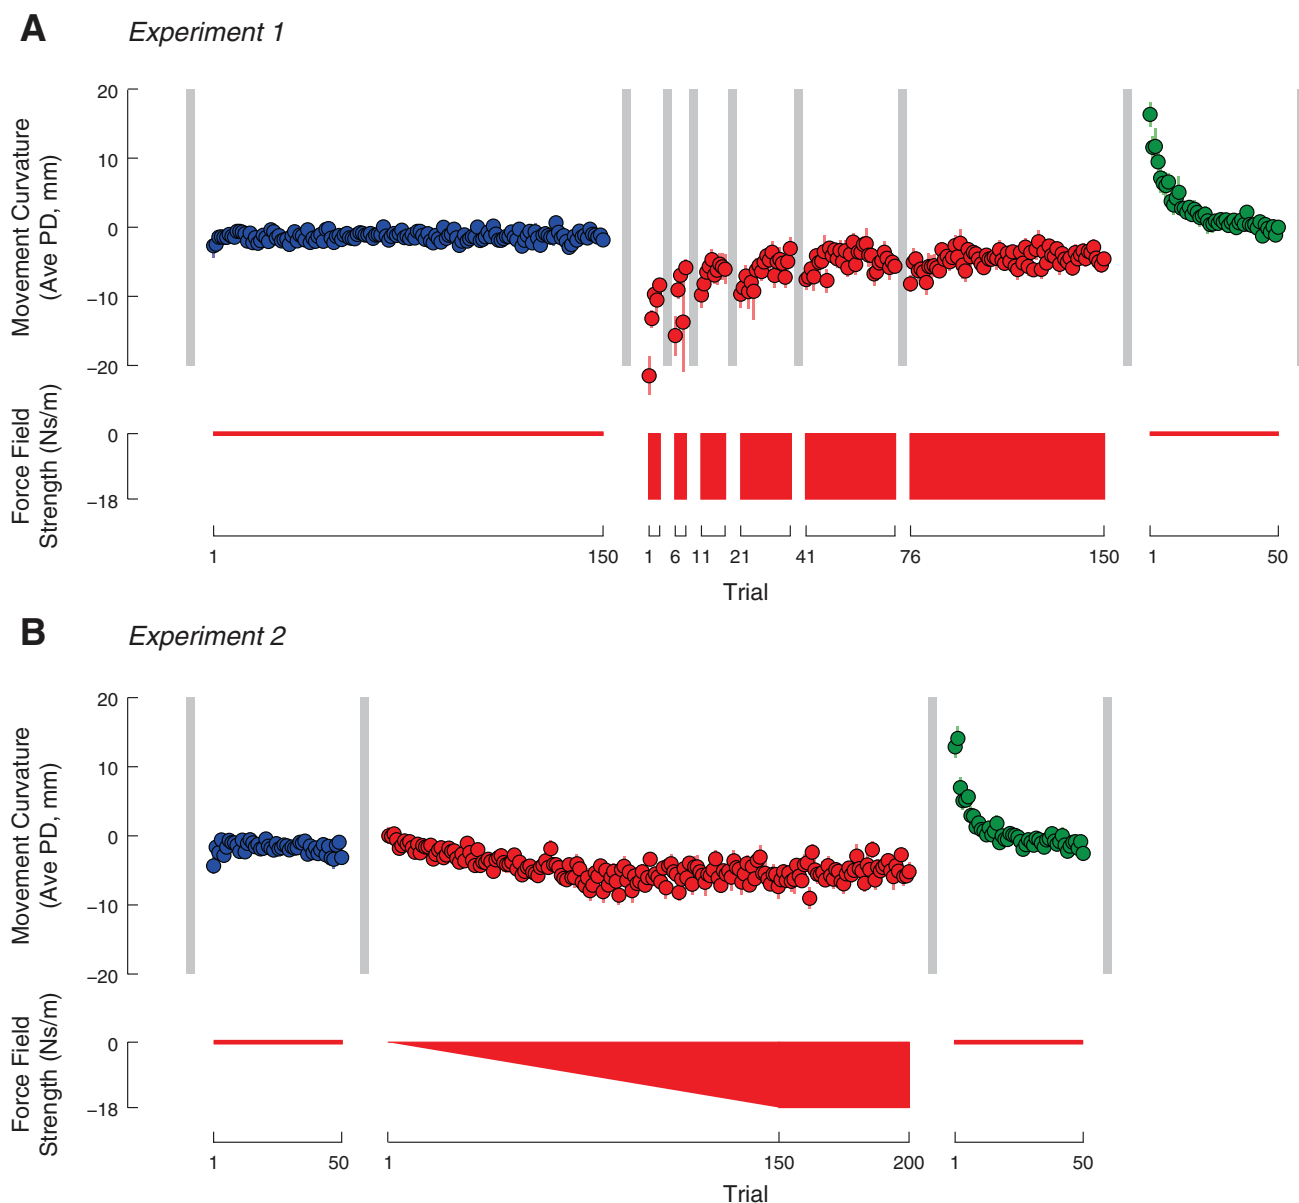 A Experiment 1
Movement Curvature
(Ave PD, mm)
20
10
0
−10
−20
Force Field
Strength (Ns/m)
0
−18
1 150 1 6 11 21 41 76 150 1 50
Trial
B Experiment 2
Movement Curvature
(Ave PD, mm)
20
10
0
−10
−20
Force Field
Strength (Ns/m)
0
−18
1 50 1 150 200 1 50
Trial